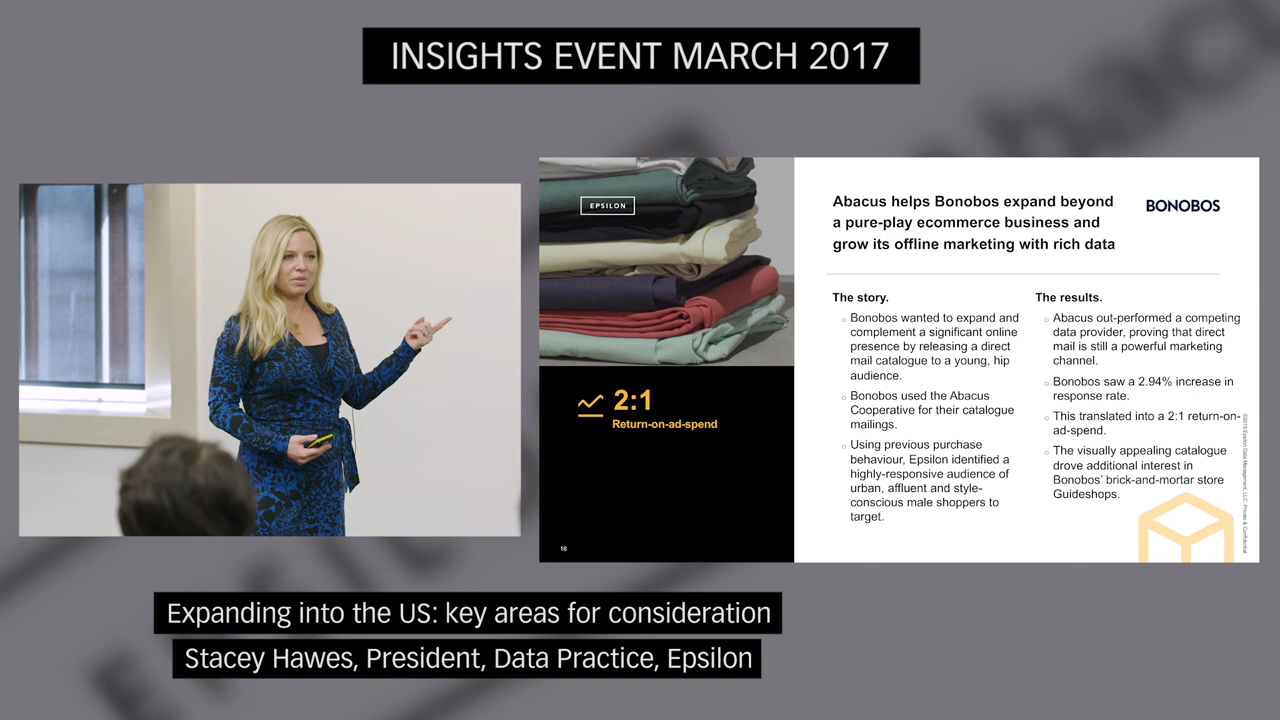 INSIGHTS EVENT MARCH 2017
EPSILON
2:1
Return-on-ad-spend
16
Abacus helps Bonobos expand beyond
a pure-play ecommerce business and
grow its offline marketing with rich data
BONOBOS
The story.
Bonobos wanted to expand and
complement a significant online
presence by releasing a direct
mail catalogue to a young, hip
audience.
Bonobos used the Abacus
Cooperative for their catalogue
mailings.
Using previous purchase
behaviour, Epsilon identified a
highly-responsive audience of
urban, affluent and style-
conscious male shoppers to
target.
The results.
Abacus out-performed a competing
data provider, proving that direct
mail is still a powerful marketing
channel.
Bonobos saw a 2.94% increase in
response rate.
This translated into a 2:1 return-on-
ad-spend.
The visually appealing catalogue
drove additional interest in
Bonobos' brick-and-mortar store
Guideshops.
©2015 Epsilon Data Management, LLC. Private & Confidential
Expanding into the US: key areas for consideration
Stacey Hawes, President, Data Practice, Epsilon